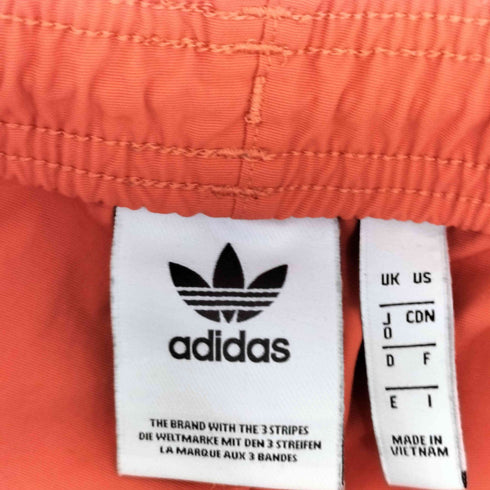 adidas
THE BRAND WITH THE 3 STRIPES
DIE WELTMARKE MIT DEN 3 STREIFEN
LA MARQUE AUX 3 BANDES
UK US
J O CDN
D F
E I
MADE IN
VIETNAM